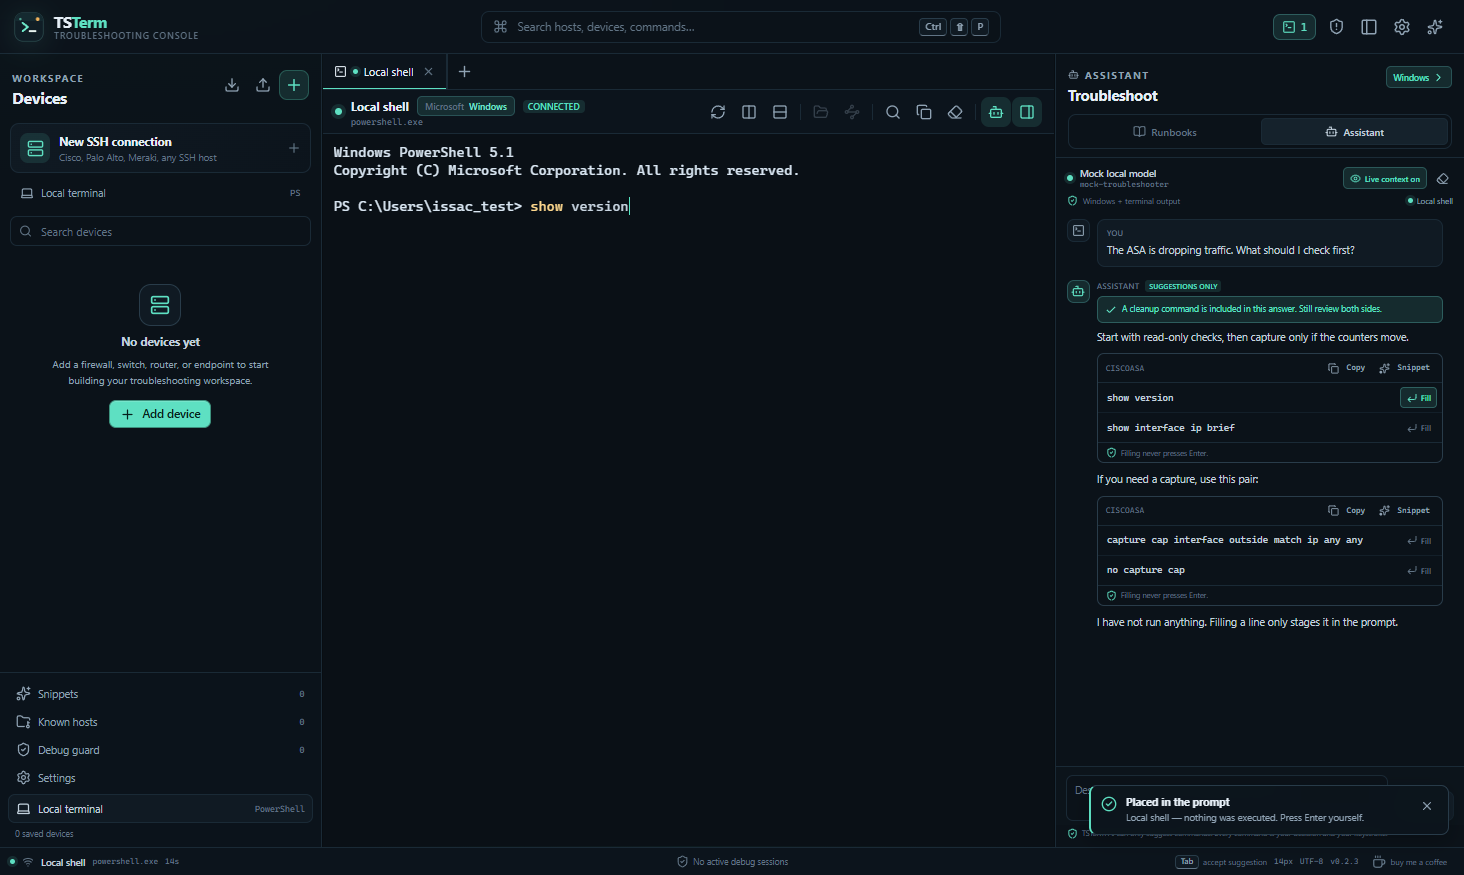 TSTerm
TROUBLESHOOTING CONSOLE
Search hosts, devices, commands...
Ctrl
P
1
WORKSPACE
Devices
New SSH connection
Cisco, Palo Alto, Meraki, any SSH host
Local terminal
PS
Search devices
No devices yet
Add a firewall, switch, router, or endpoint to start
building your troubleshooting workspace.
Add device
Snippets
0
Known hosts
0
Debug guard
0
Settings
Local terminal
PowerShell
0 saved devices
Local shell
Local shell
powershell.exe
Microsoft Windows
CONNECTED
Windows PowerShell 5.1
Copyright (C) Microsoft Corporation. All rights reserved.
PS C:\Users\issac_test> show version
ASSISTANT
Troubleshoot
Windows
Runbooks
Assistant
Mock local model
mock-troubleshooter
Live context on
Windows + terminal output
Local shell
YOU
The ASA is dropping traffic. What should I check first?
ASSISTANT
SUGGESTIONS ONLY
A cleanup command is included in this answer. Still review both sides.
Start with read-only checks, then capture only if the counters move.
CISCOASA
Copy
Snippet
show version
Fill
show interface ip brief
Fill
Filling never presses Enter.
If you need a capture, use this pair:
CISCOASA
Copy
Snippet
capture cap interface outside match ip any any
Fill
no capture cap
Fill
Filling never presses Enter.
I have not run anything. Filling a line only stages it in the prompt.
Placed in the prompt
Local shell — nothing was executed. Press Enter yourself.
Local shell
powershell.exe
14s
No active debug sessions
Tab
accept suggestion
14px
UTF-8
v0.2.3
buy me a coffee